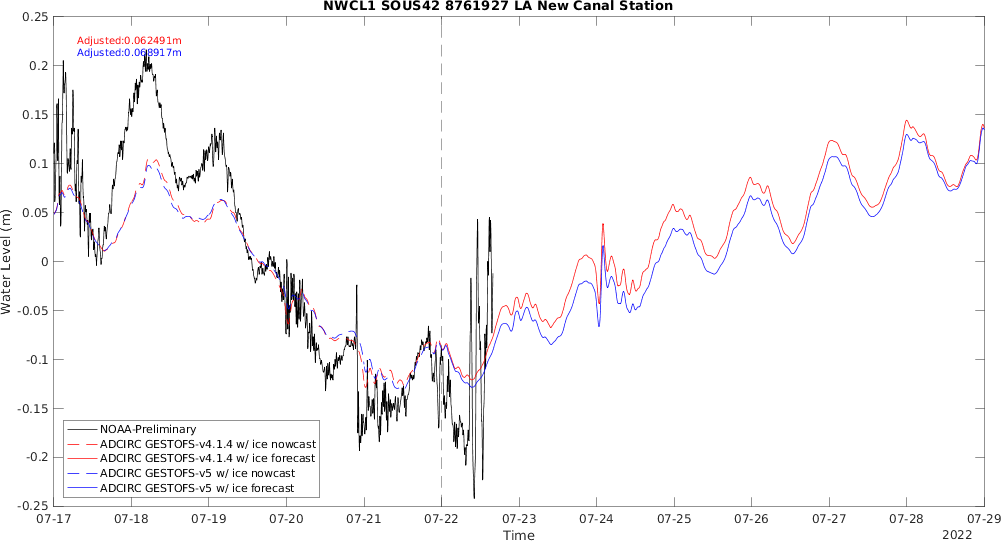 NWCL1 SOUS42 8761927 LA New Canal Station
Adjusted:0.062491m
Adjusted:0.068917m
0.25
0.2
0.15
0.1
0.05
0
-0.05
-0.1
-0.15
-0.2
-0.25
Water Level (m)
NOAA-Preliminary
ADCIRC GESTOFS-v4.1.4 w/ ice nowcast
ADCIRC GESTOFS-v4.1.4 w/ ice forecast
ADCIRC GESTOFS-v5 w/ ice nowcast
ADCIRC GESTOFS-v5 w/ ice forecast
07-17 07-18 07-19 07-20 07-21 07-22 07-23 07-24 07-25 07-26 07-27 07-28 07-29
Time
2022